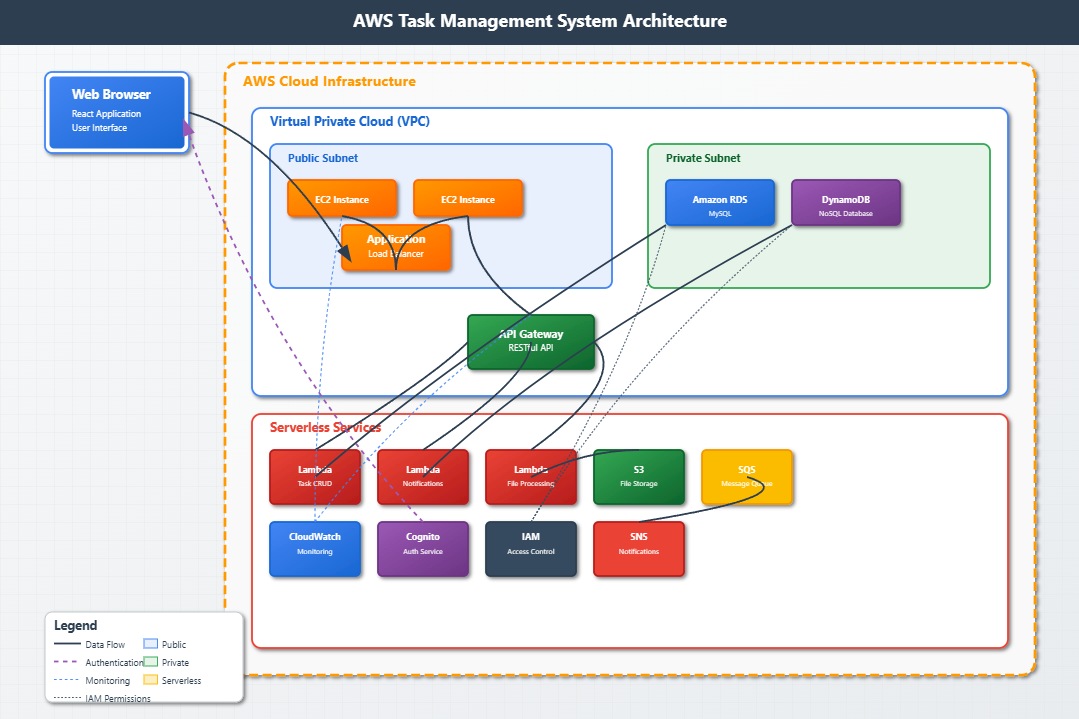 AWS Task Management System Architecture
AWS Cloud Infrastructure
Web Browser
React Application
User Interface
Virtual Private Cloud (VPC)
Public Subnet
EC2 Instance
EC2 Instance
Application
Load Balancer
Private Subnet
Amazon RDS
MySQL
DynamoDB
NoSQL Database
API Gateway
RESTful API
Serverless Services
Lambda
Task CRUD
Lambda
Notifications
Lambda
File Processing
S3
File Storage
SQS
Message Queue
CloudWatch
Monitoring
Cognito
Auth Service
IAM
Access Control
SNS
Notifications
Legend
Data Flow
Public
Authentication
Private
Monitoring
Serverless
IAM Permissions